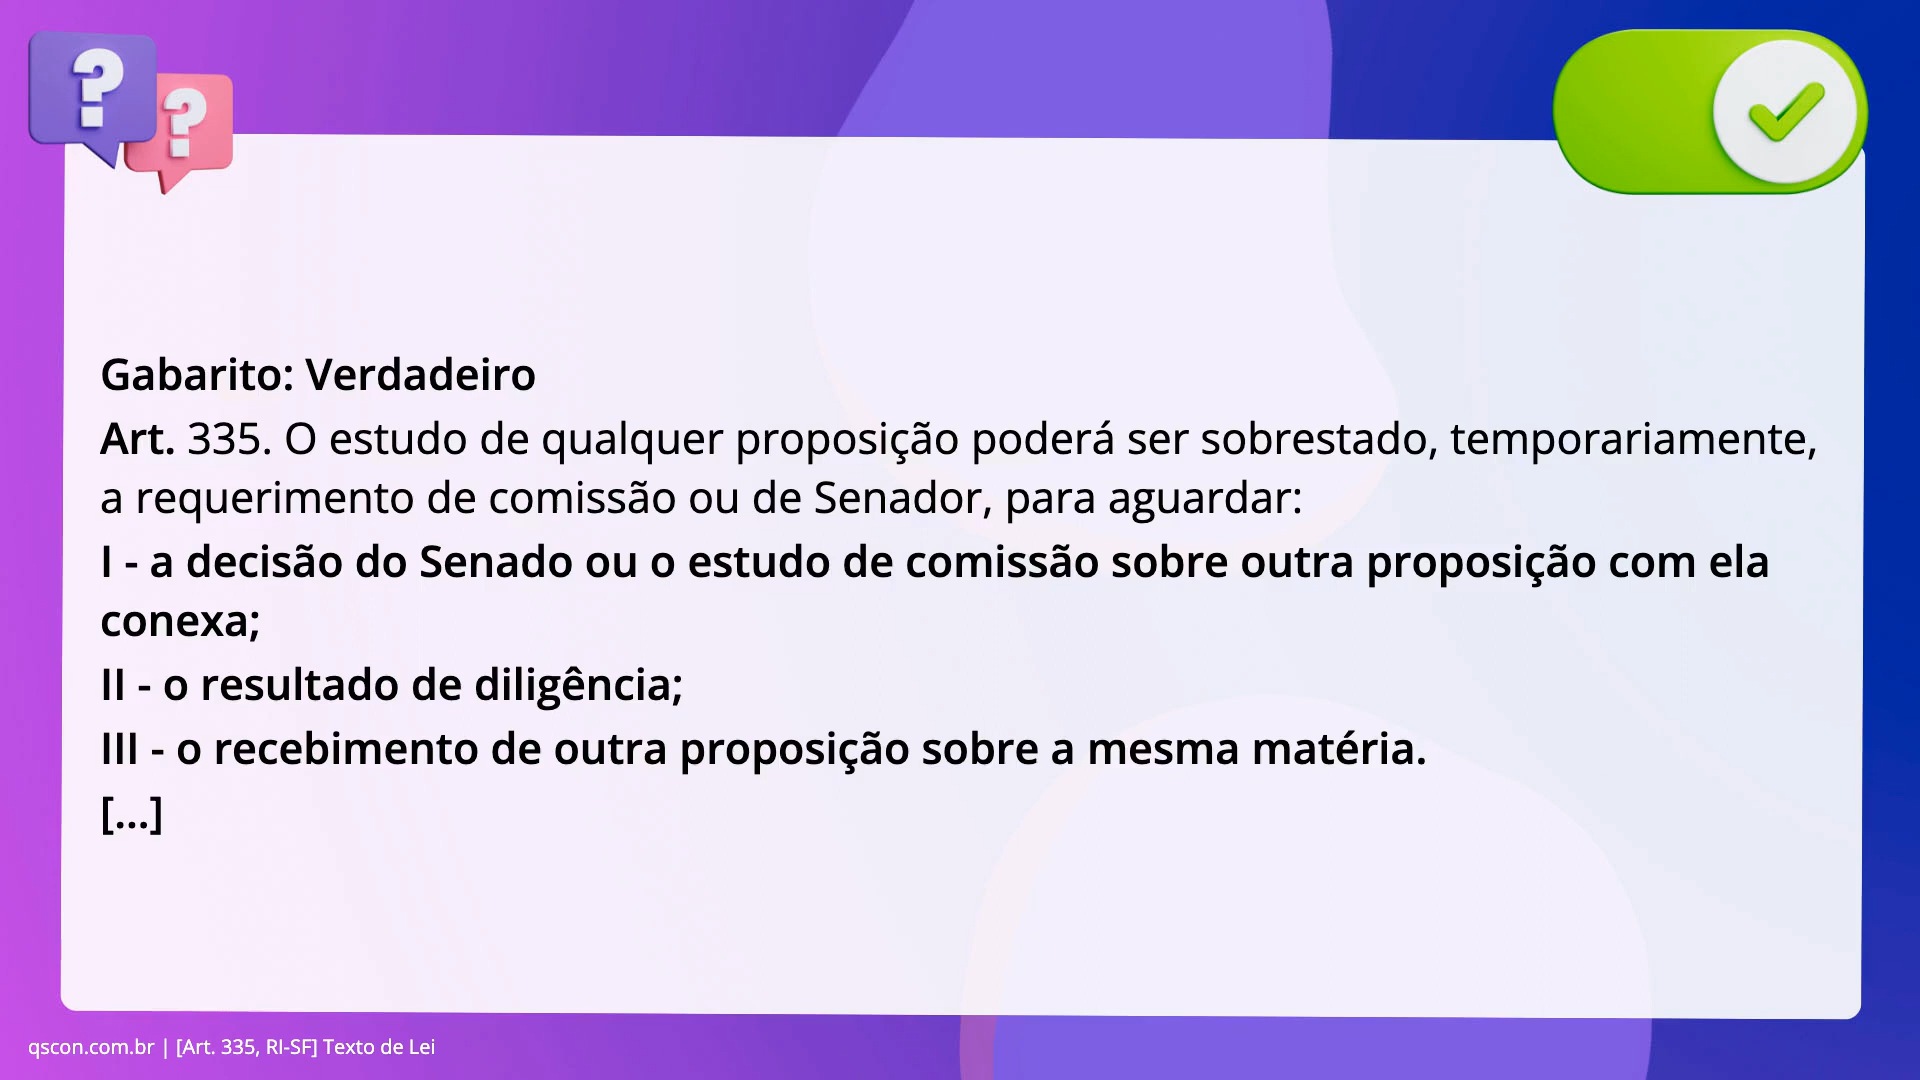 Gabarito: Verdadeiro
Art. 335. O estudo de qualquer proposição poderá ser sobrestado, temporariamente,
a requerimento de comissão ou de Senador, para aguardar:
I - a decisão do Senado ou o estudo de comissão sobre outra proposição com ela
conexa;
II - o resultado de diligência;
III - o recebimento de outra proposição sobre a mesma matéria.
[...]
qscon.com.br | [Art. 335, RI-SF] Texto de Lei